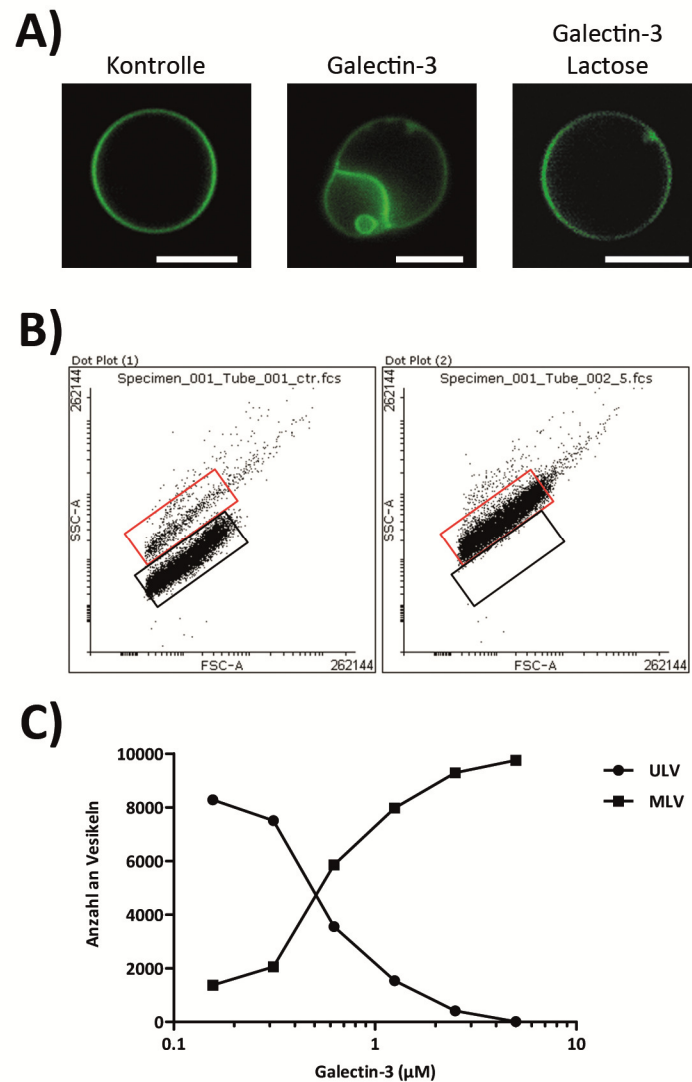 A)
Kontrolle
Galectin-3
Galectin-3
Lactose
B)
Dot Plot (1)
Specimen_001_Tube_001_ctr.fcs
262144
SSC-A
FSC-A
262144
Dot Plot (2)
Specimen_001_Tube_002_5.fcs
262144
SSC-A
FSC-A
262144
C)
10000
8000
6000
4000
2000
0
Anzahl an Vesikeln
0.1
1
10
Galectin-3 (µM)
ULV
MLV